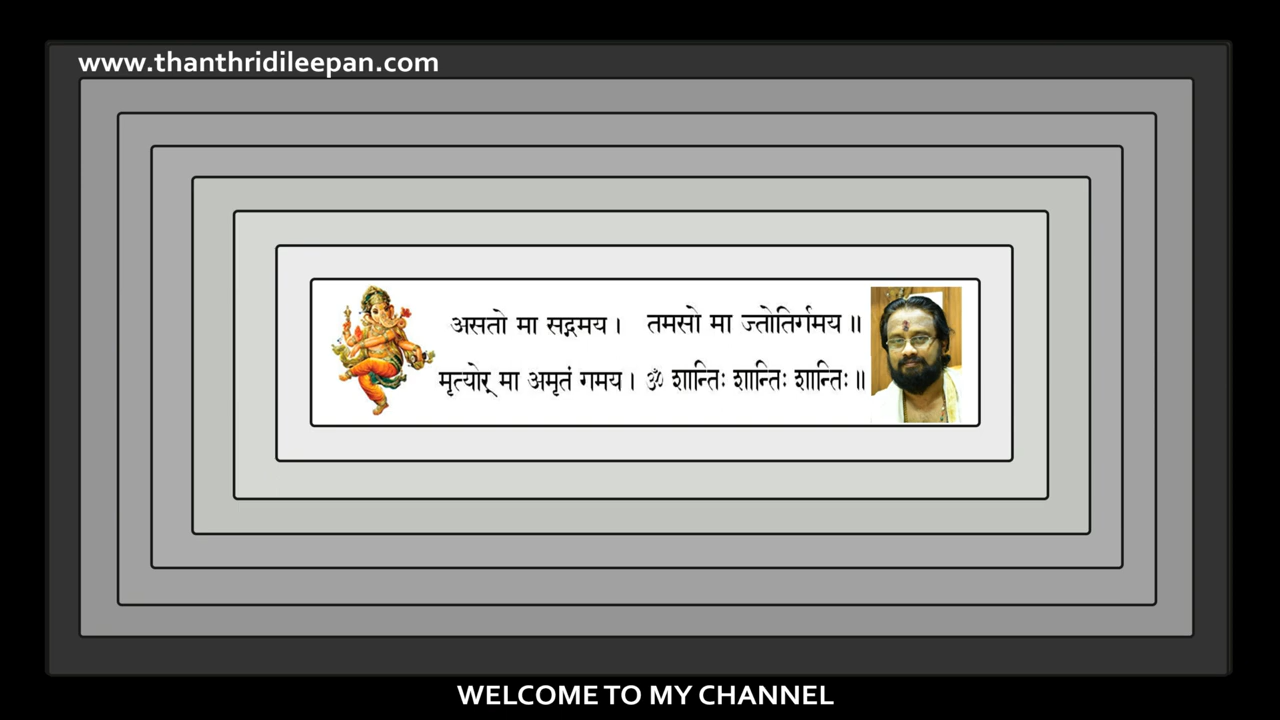 www.thanthridileepan.com
असतो मा सद्गमय। तमसो मा ज्तोतिर्गमय॥
मृत्योर् मा अमृतं गमय। ॐ शान्तिः शान्तिः शान्तिः॥
WELCOME TO MY CHANNEL